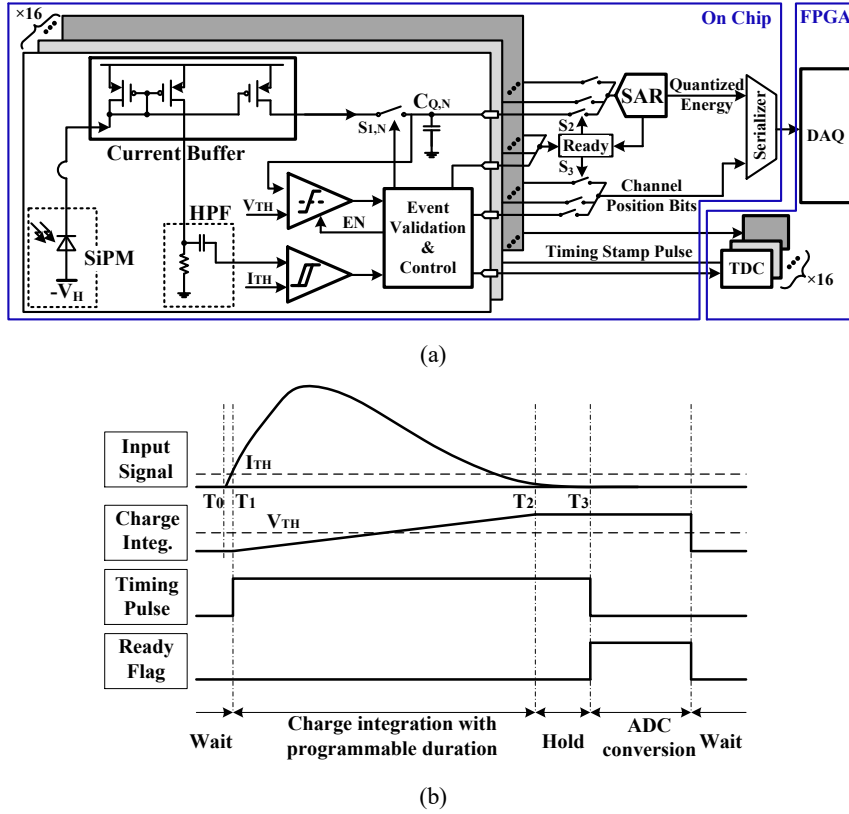 ×16
On Chip
FPGA
Current Buffer
S1,N
CQ,N
SAR
Quantized
Energy
Serializer
DAQ
S2
Ready
S3
Channel
Position Bits
VTH
EN
Event
Validation
&
Control
HPF
SiPM
-VH
ITH
Timing Stamp Pulse
TDC
×16
(a)
Input
Signal
ITH
T0
T1
T2
T3
Charge
Integ.
VTH
Timing
Pulse
Ready
Flag
Wait
Charge integration with
programmable duration
Hold
ADC
conversion
Wait
(b)